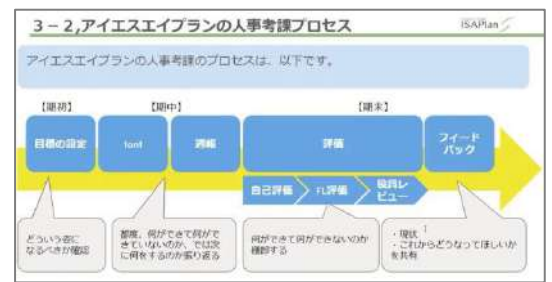 3－2,アイエスエイプランの人事考課プロセス
ISAPlan
アイエスエイプランの人事考課のプロセスは、以下です。
【期初】
【期中】
【期末】
目標の設定
1on1
週報
評価
フィード
バック
自己評価
FL評価
役員レ
ビュー
どういう姿に
なるべきか確認
都度、何ができて何がで
きていないのか、では次
に何をするのか振り返る
何ができて何ができないのか
確認する
・現状
・これからどうなってほしいか
を共有